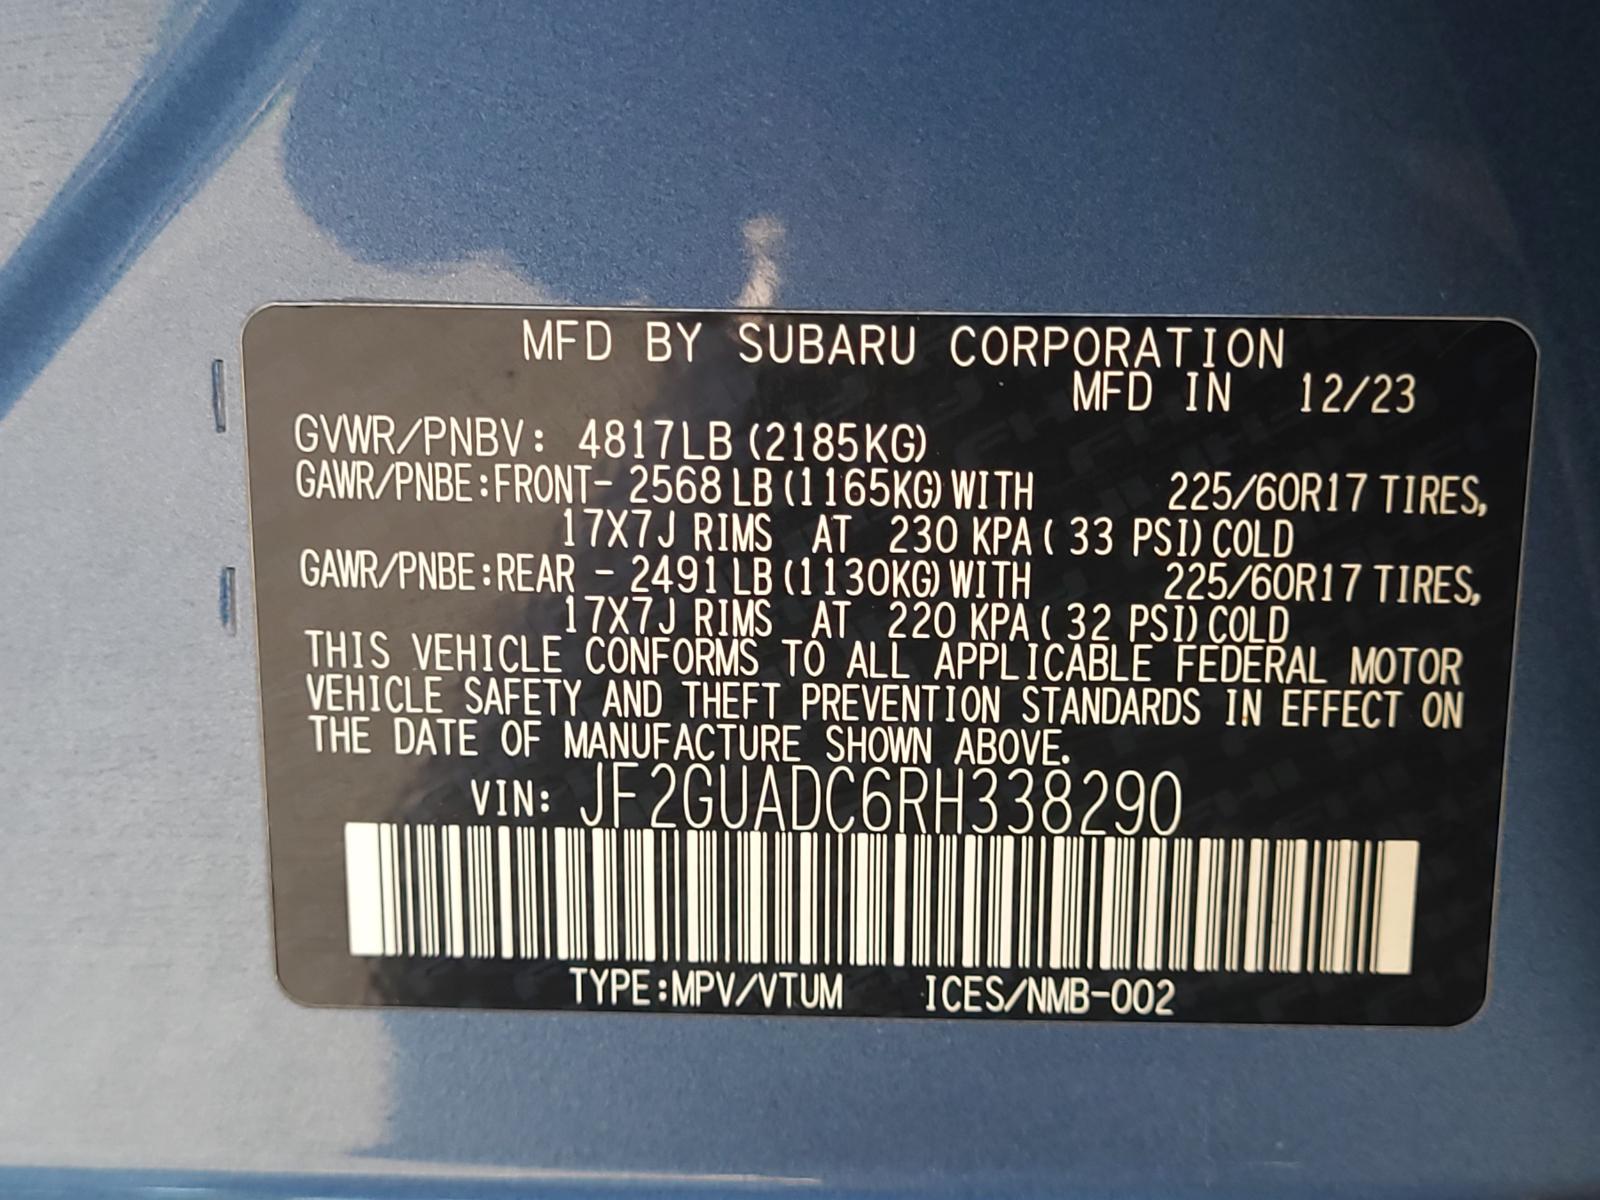 MFD BY SUBARU CORPORATION
MFD IN 12/23
GVWR/PNBV: 4817LB (2185KG)
GAWR/PNBE:FRONT- 2568 LB (1165KG) WITH 225/60R17 TIRES,
17X7J RIMS AT 230 KPA ( 33 PSI) COLD
GAWR/PNBE:REAR - 2491 LB (1130KG) WITH 225/60R17 TIRES,
17X7J RIMS AT 220 KPA ( 32 PSI) COLD
THIS VEHICLE CONFORMS TO ALL APPLICABLE FEDERAL MOTOR
VEHICLE SAFETY AND THEFT PREVENTION STANDARDS IN EFFECT ON
THE DATE OF MANUFACTURE SHOWN ABOVE.
VIN: JF2GUADC6RH338290
TYPE:MPV/VTUM ICES/NMB-002